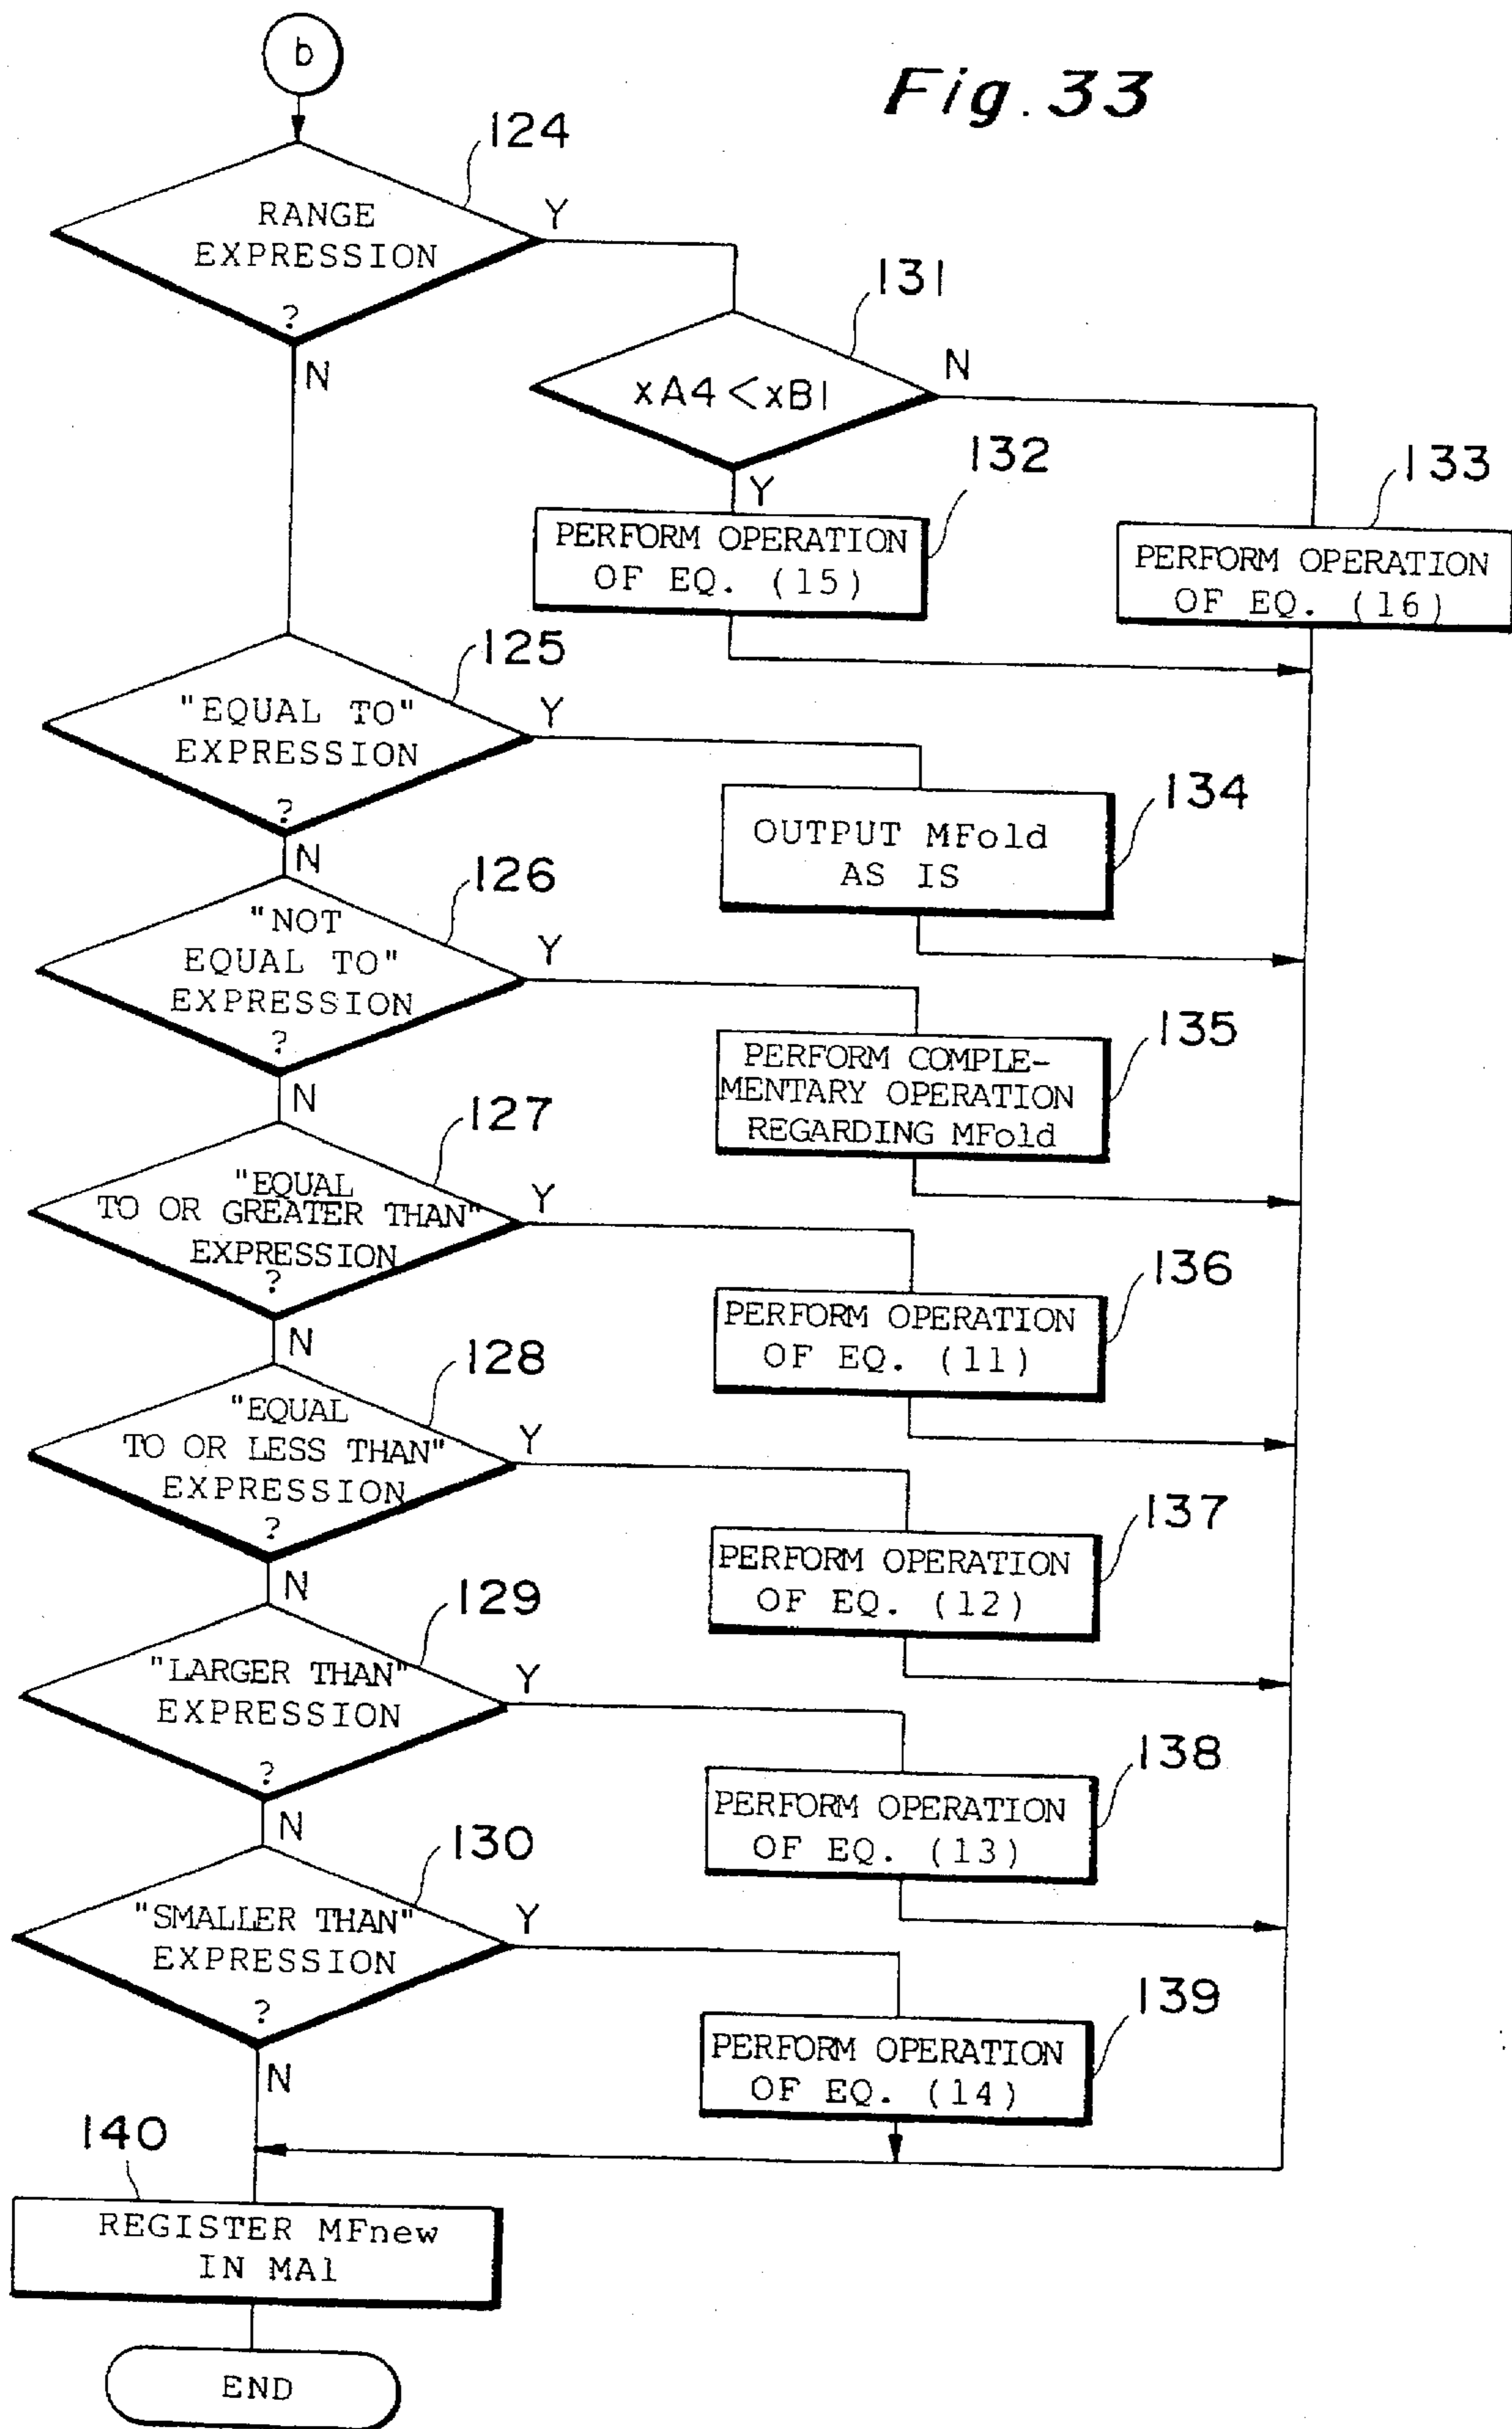 b
Fig. 33
124
RANGE
EXPRESSION
?
Y
N
131
xA4<xB1
N
Y
132
PERFORM OPERATION
OF EQ. (15)
133
PERFORM OPERATION
OF EQ. (16)
125
"EQUAL TO"
EXPRESSION
?
Y
N
134
OUTPUT MFold
AS IS
126
"NOT
EQUAL TO"
EXPRESSION
?
Y
N
135
PERFORM COMPLE-
MENTARY OPERATION
REGARDING MFold
127
"EQUAL
TO OR GREATER THAN"
EXPRESSION
?
Y
N
136
PERFORM OPERATION
OF EQ. (11)
128
"EQUAL
TO OR LESS THAN"
EXPRESSION
?
Y
N
137
PERFORM OPERATION
OF EQ. (12)
129
"LARGER THAN"
EXPRESSION
?
Y
N
138
PERFORM OPERATION
OF EQ. (13)
130
"SMALLER THAN"
EXPRESSION
?
Y
N
139
PERFORM OPERATION
OF EQ. (14)
140
REGISTER MFnew
IN MA1
END